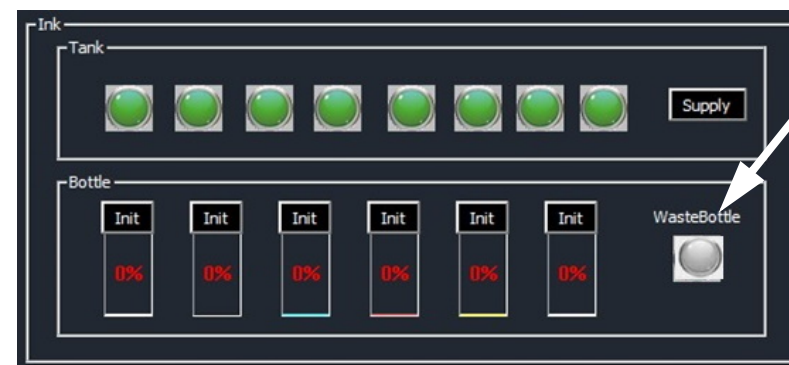 Ink
Tank
Supply
Bottle
Init Init Init Init Init Init WasteBottle
0% 0% 0% 0% 0% 0%